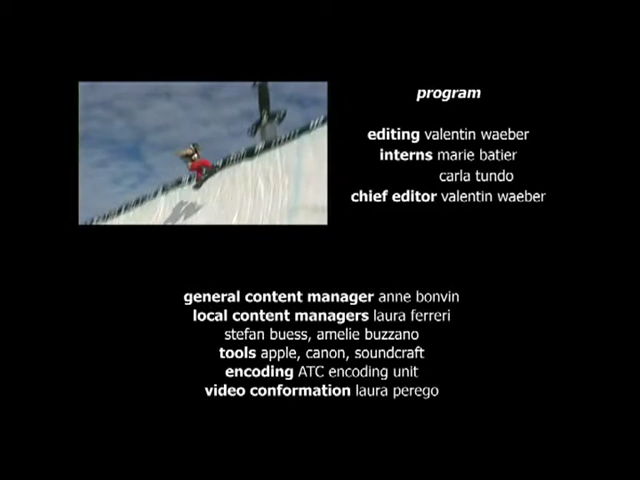 program
editing valentin waeber
interns marie batier
carla tundo
chief editor valentin waeber
general content manager anne bonvin
local content managers laura ferreri
stefan buess, amelie buzzano
tools apple, canon, soundcraft
encoding ATC encoding unit
video conformation laura perego